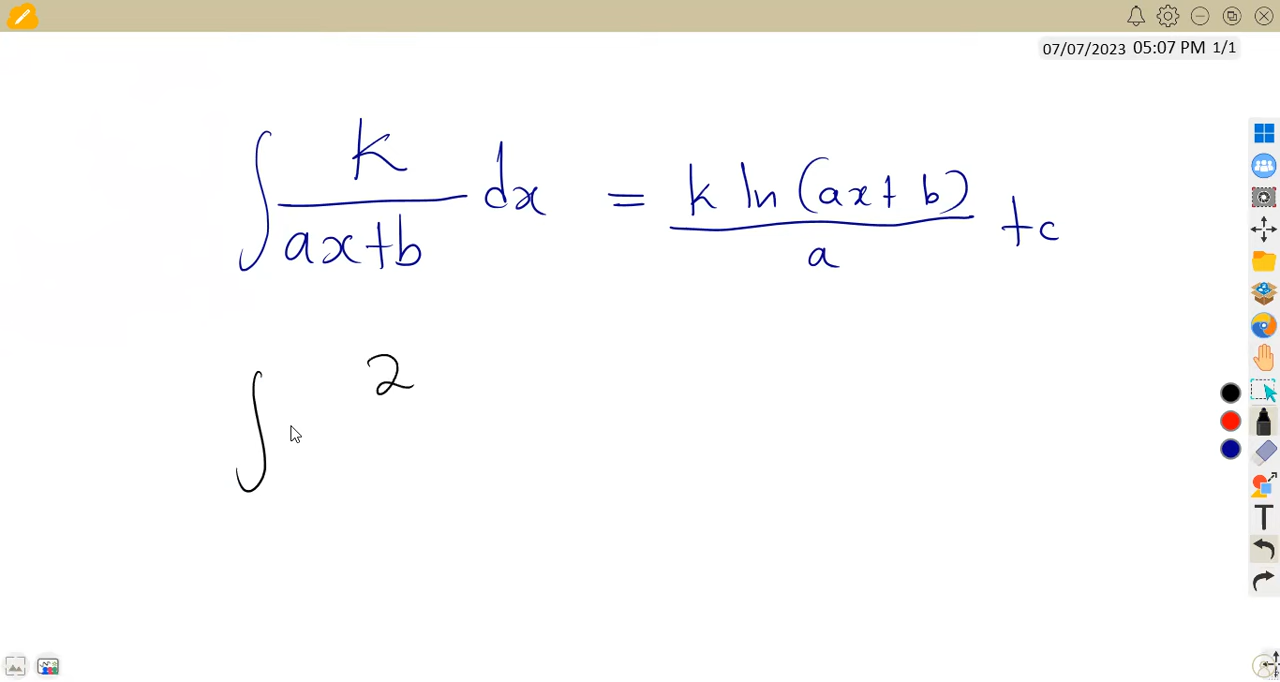 07/07/2023 05:07 PM 1/1
∫ k/(ax+b) dx = k ln(ax+b)/a + c
∫ 2
T